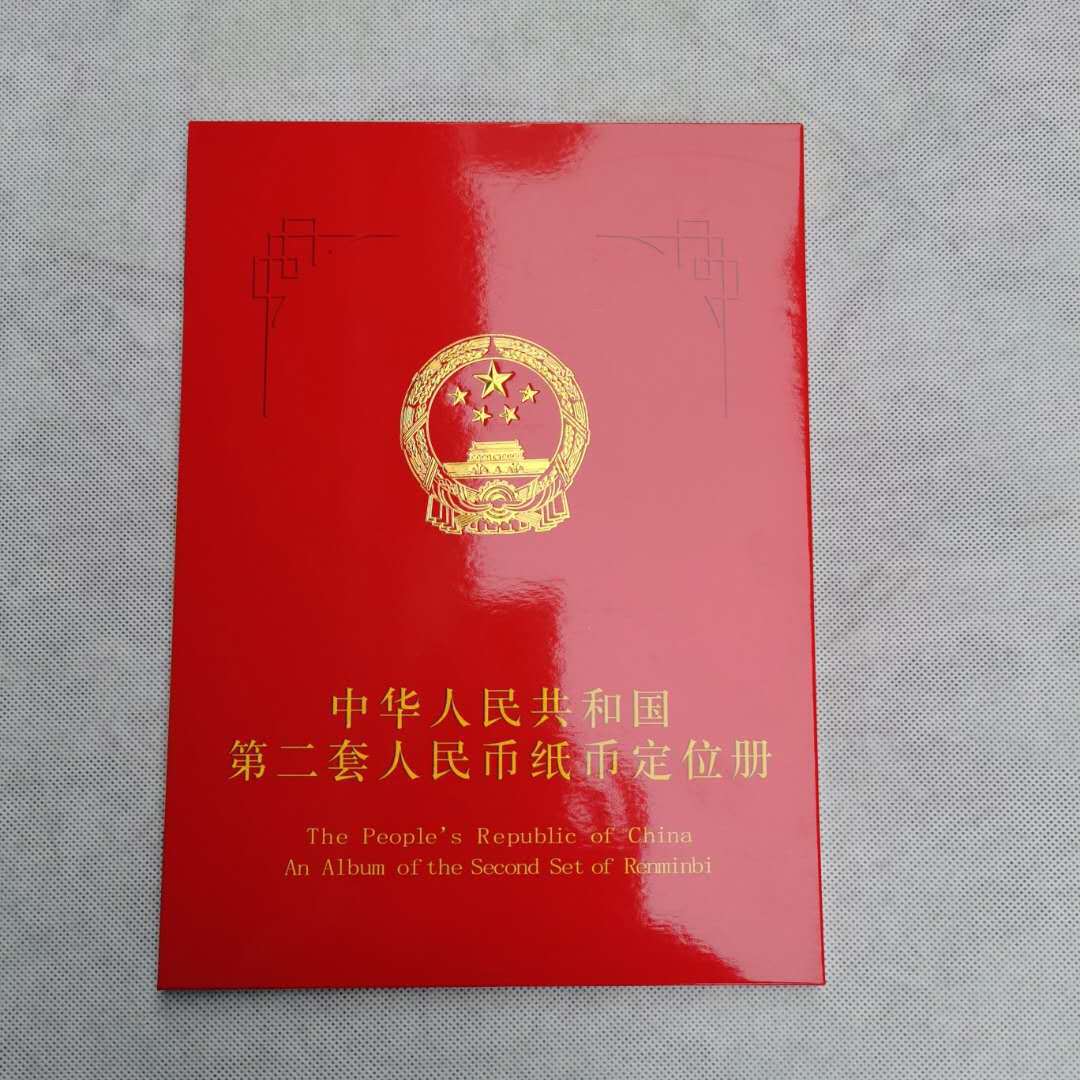 中华人民共和国
第二套人民币纸币定位册
The People's Republic of China
An Album of the Second Set of Renminbi